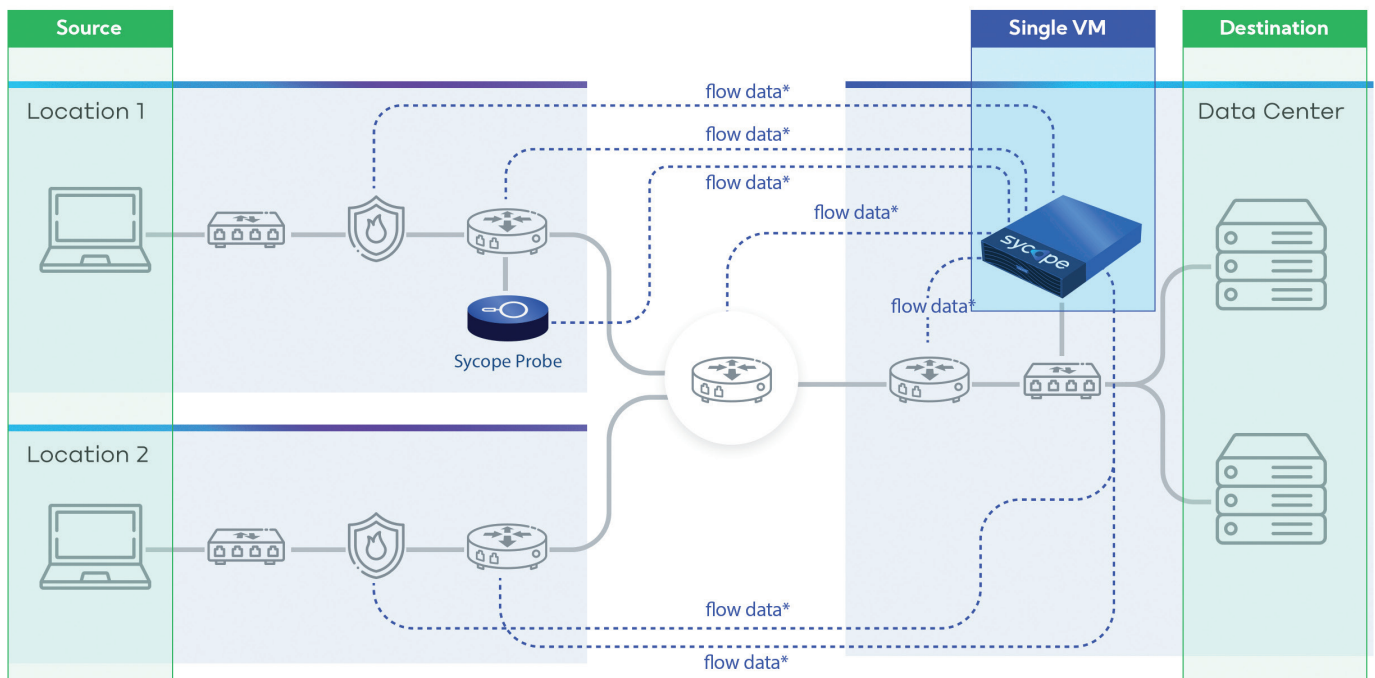 Source
Single VM
Destination
Location 1
flow data*
Data Center
flow data*
flow data*
flow data*
sycope
flow data*
Sycope Probe
Location 2
flow data*
flow data*